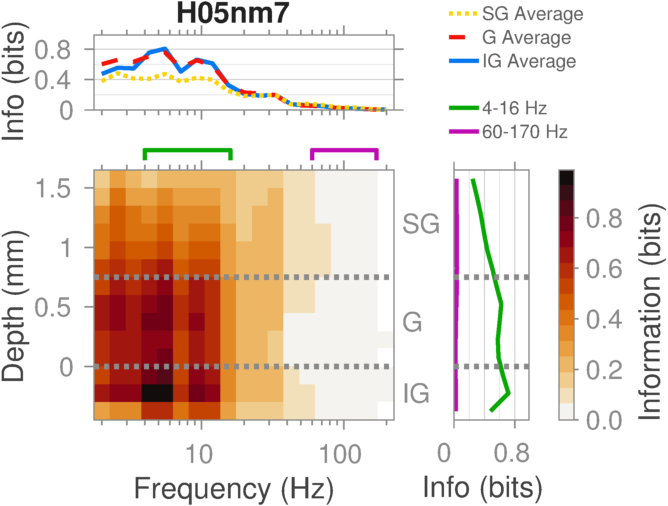 H05nm7
Info (bits)
0.8
0.4
0
SG Average
G Average
IG Average
4-16 Hz
60-170 Hz
Depth (mm)
1.5
1
0.5
0
SG
G
IG
10
100
Frequency (Hz)
0
0.8
Info (bits)
0.8
0.6
0.4
0.2
0.0
Information (bits)